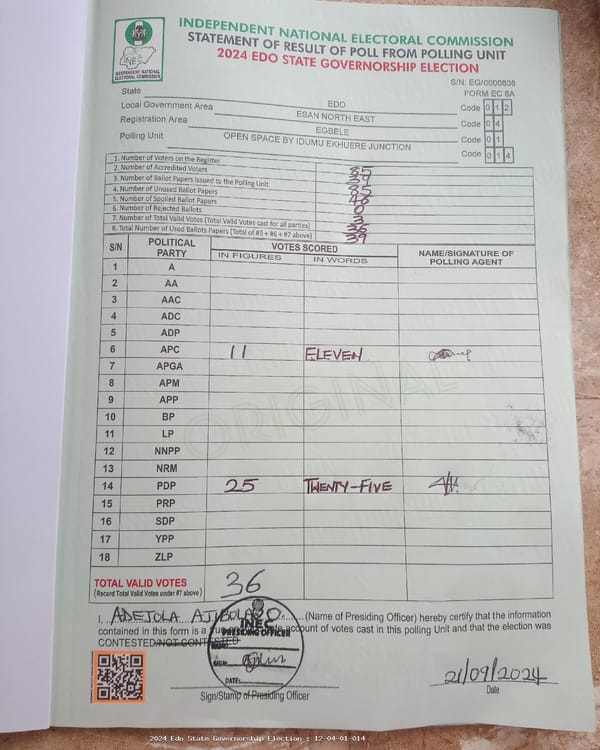 INDEPENDENT NATIONAL ELECTORAL COMMISSION
STATEMENT OF RESULT OF POLL FROM POLLING UNIT
2024 EDO STATE GOVERNORSHIP ELECTION
INEC
INDEPENDENT NATIONAL
ELECTORAL COMMISSION
S/N: EG/0000808
FORM EC 8A
State EDO Code 0 1 2
Local Government Area ESAN NORTH EAST Code 0 4
Registration Area EGBELE Code 0 1
Polling Unit OPEN SPACE BY IDUMU EKHUERE JUNCTION Code 0 1 4
1. Number of Voters on the Register 85
2. Number of Accredited Voters 39
3. Number of Ballot Papers Issued to the Polling Unit 85
4. Number of Unused Ballot Papers 46
5. Number of Spoiled Ballot Papers 0
6. Number of Rejected Ballots 3
7. Number of Total Valid Votes (Total Valid Votes cast for all parties) 36
8. Total Number of Used Ballots Papers (Total of #5 + #6 + #7 above) 39
S/N POLITICAL PARTY VOTES SCORED NAME/SIGNATURE OF POLLING AGENT
IN FIGURES IN WORDS
1 A
2 AA
3 AAC
4 ADC
5 ADP
6 APC 11 ELEVEN
7 APGA
8 APM
9 APP
10 BP
11 LP
12 NNPP
13 NRM
14 PDP 25 TWENTY-FIVE
15 PRP
16 SDP
17 YPP
18 ZLP
ORIGINAL
TOTAL VALID VOTES 36
(Record Total Valid Votes under #7 above)
I, ADEJOLA AJIBOLA O. (Name of Presiding Officer) hereby certify that the information
contained in this form is a account of votes cast in this polling Unit and that the election was
CONTESTED/NOT CONTESTED
INEC
PRESIDING OFFICER
SIGN:
DATE:
Sign/Stamp of Presiding Officer
21/09/2024
Date
2024 Edo State Governorship Election : 12-04-01-014